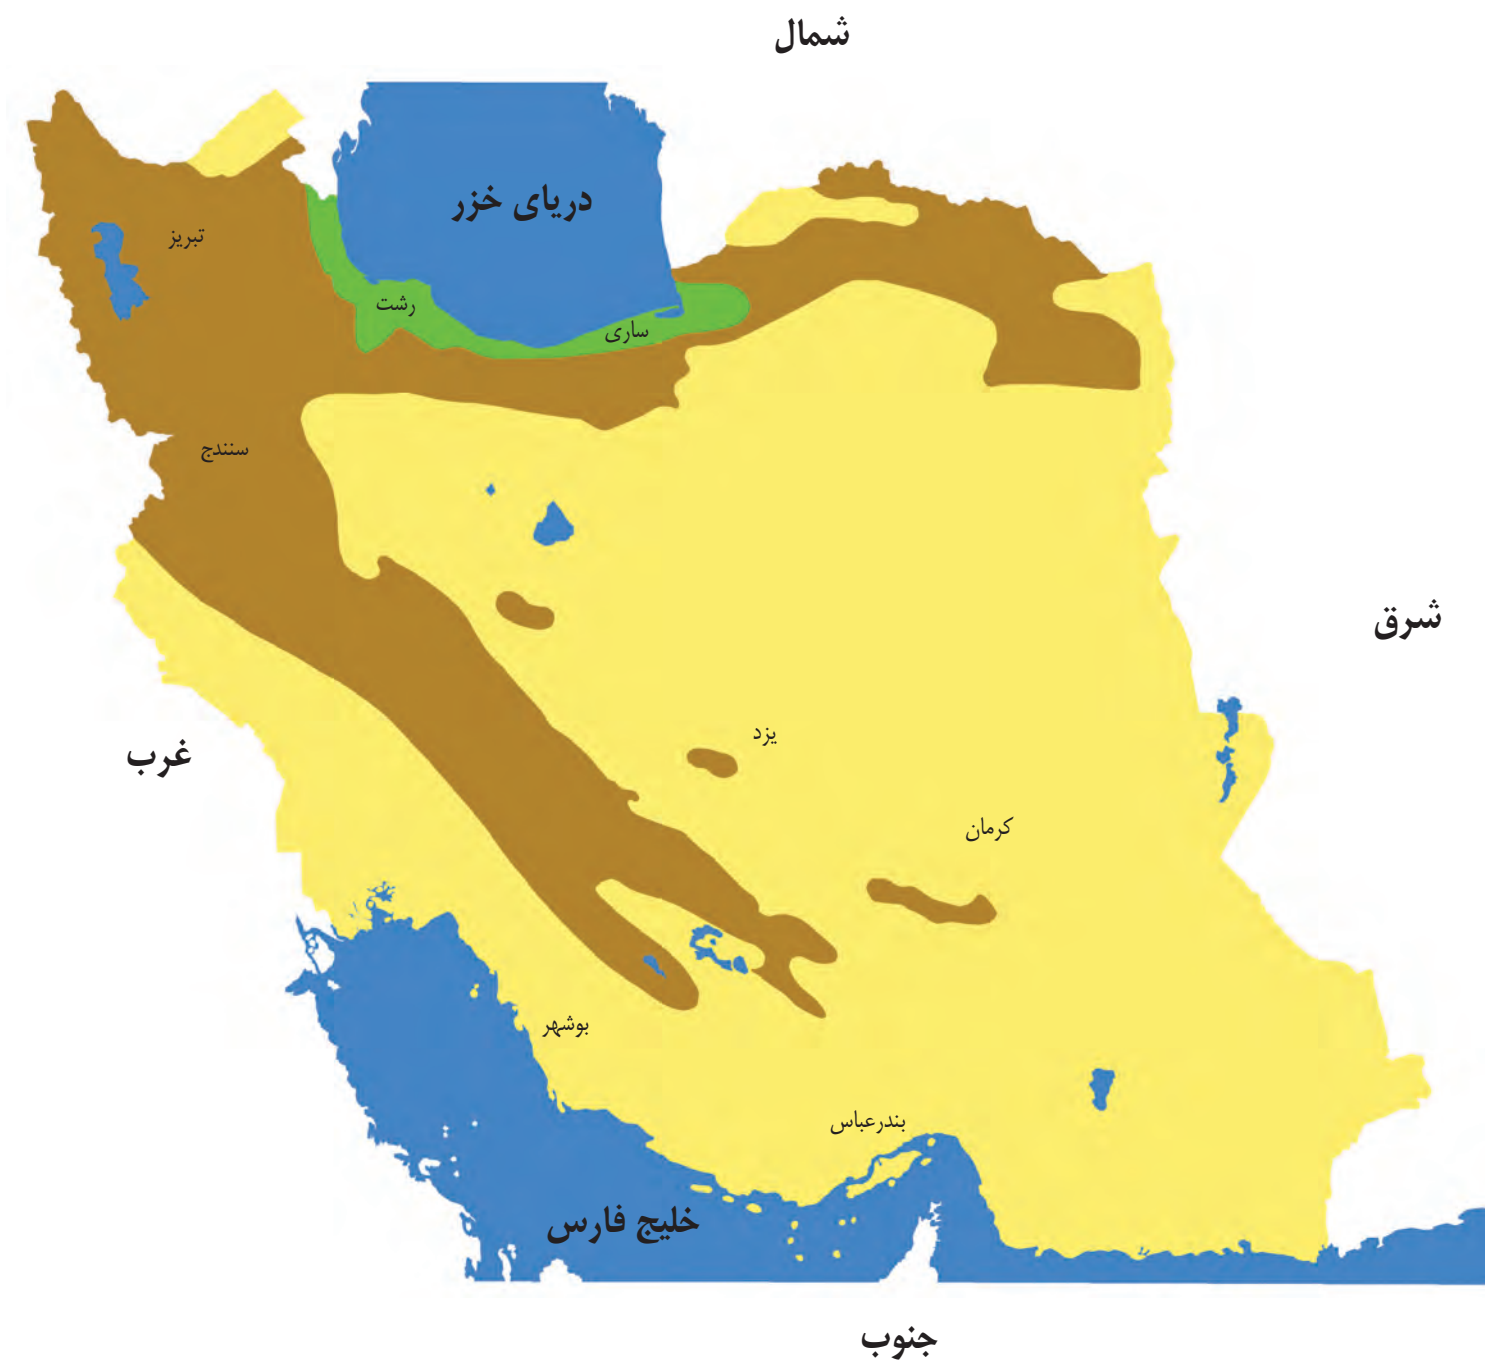 شمال
دریای خزر
تبریز
رشت
ساری
سنندج
شرق
یزد
غرب
کرمان
بوشهر
بندرعباس
خلیج فارس
جنوب